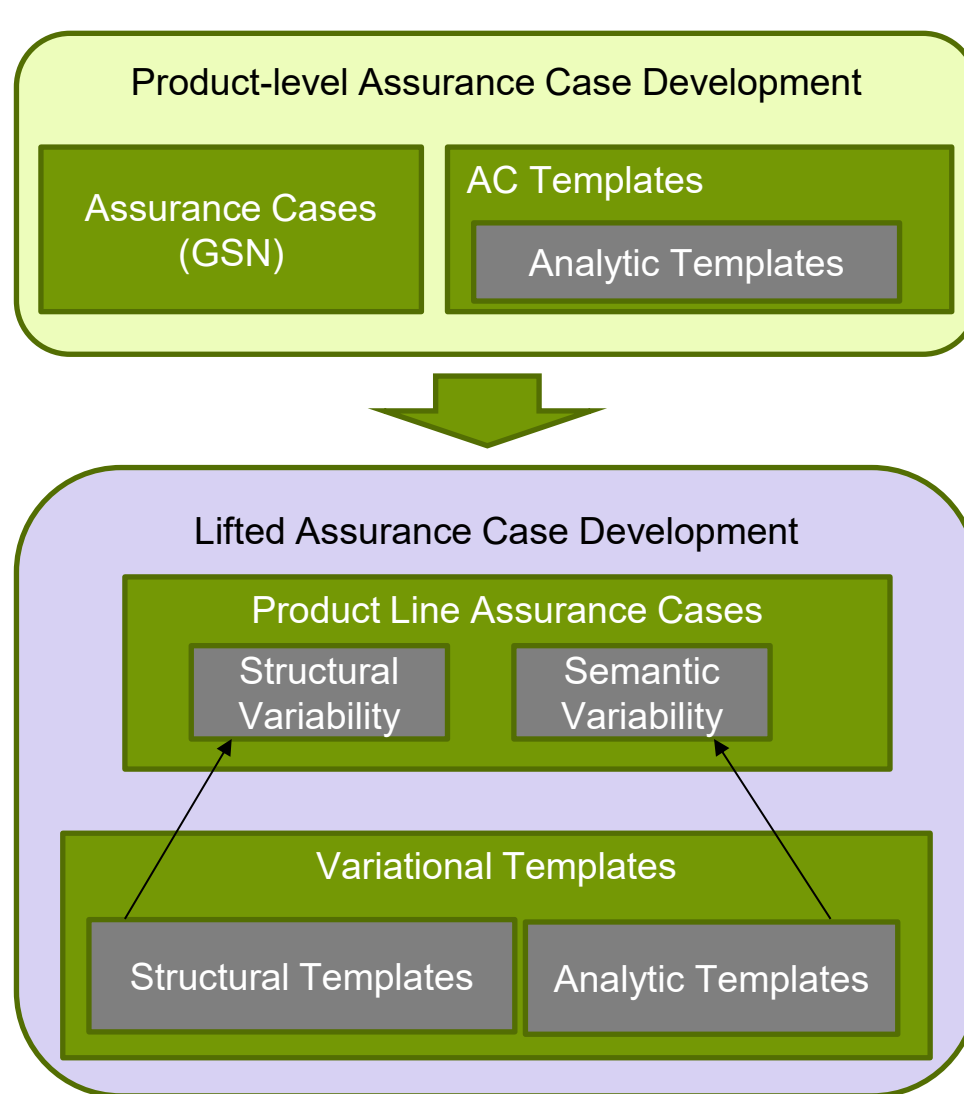 Product-level Assurance Case Development
Assurance Cases
(GSN)
AC Templates
Analytic Templates
Lifted Assurance Case Development
Product Line Assurance Cases
Structural
Variability
Semantic
Variability
Variational Templates
Structural Templates
Analytic Templates